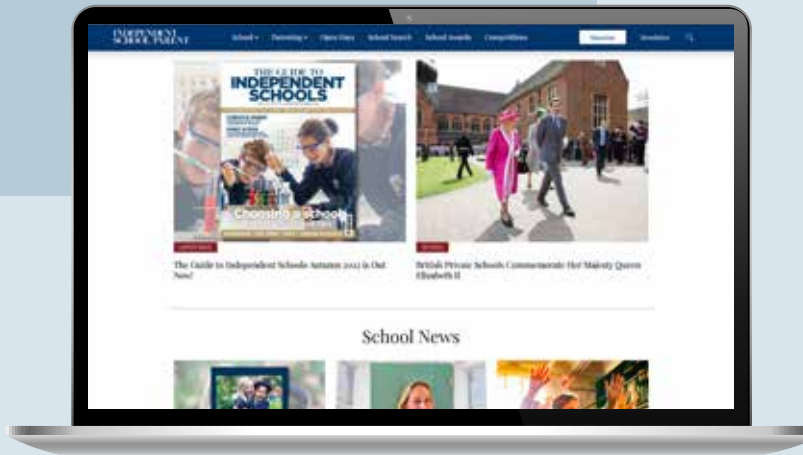 INDEPENDENT
SCHOOL PARENT
School
Parenting
Open Days
School Search
School Awards
Competitions
Newsletter
THE GUIDE TO
INDEPENDENT
SCHOOLS
Choosing a school
LATEST ISSUE
The Guide to Independent Schools Autumn 2022 is Out
Now!
British Private Schools Commemorate Her Majesty Queen
Elizabeth II
School News